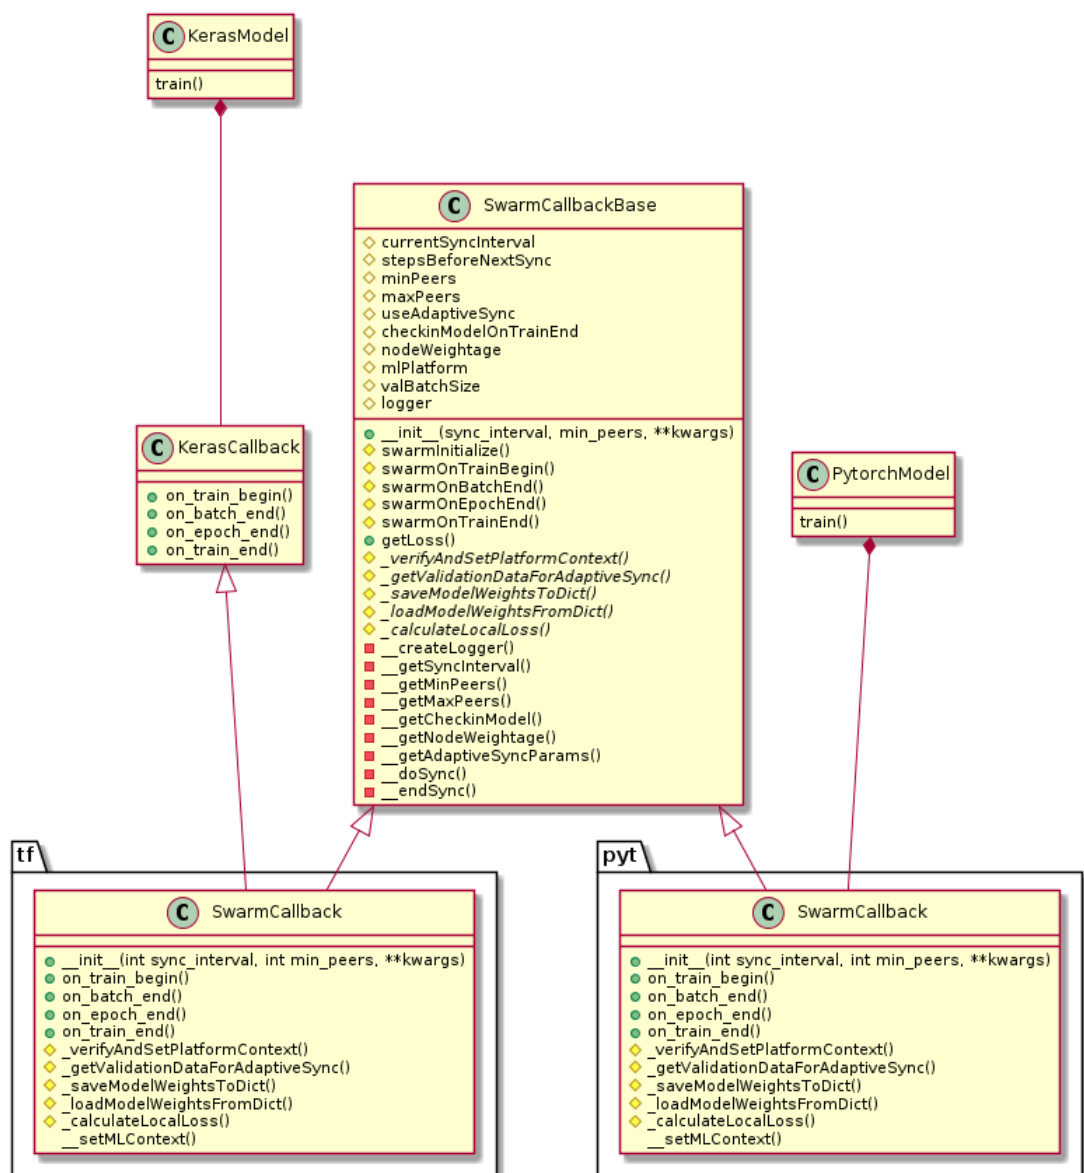 C KerasModel
train()
C SwarmCallbackBase
currentSyncInterval
stepsBeforeNextSync
minPeers
maxPeers
useAdaptiveSync
checkinModelOnTrainEnd
nodeWeightage
mlPlatform
valBatchSize
logger
__init__(sync_interval, min_peers, **kwargs)
swarmInitialize()
swarmOnTrainBegin()
swarmOnBatchEnd()
swarmOnEpochEnd()
swarmOnTrainEnd()
getLoss()
_verifyAndSetPlatformContext()
_getValidationDataForAdaptiveSync()
_saveModelWeightsToDict()
_loadModelWeightsFromDict()
_calculateLocalLoss()
__createLogger()
__getSyncInterval()
__getMinPeers()
__getMaxPeers()
__getCheckinModel()
__getNodeWeightage()
__getAdaptiveSyncParams()
__doSync()
__endSync()
C KerasCallback
on_train_begin()
on_batch_end()
on_epoch_end()
on_train_end()
C PytorchModel
train()
tf
C SwarmCallback
__init__(int sync_interval, int min_peers, **kwargs)
on_train_begin()
on_batch_end()
on_epoch_end()
on_train_end()
_verifyAndSetPlatformContext()
_getValidationDataForAdaptiveSync()
_saveModelWeightsToDict()
_loadModelWeightsFromDict()
_calculateLocalLoss()
__setMLContext()
pyt
C SwarmCallback
__init__(int sync_interval, int min_peers, **kwargs)
on_train_begin()
on_batch_end()
on_epoch_end()
on_train_end()
_verifyAndSetPlatformContext()
_getValidationDataForAdaptiveSync()
_saveModelWeightsToDict()
_loadModelWeightsFromDict()
_calculateLocalLoss()
__setMLContext()